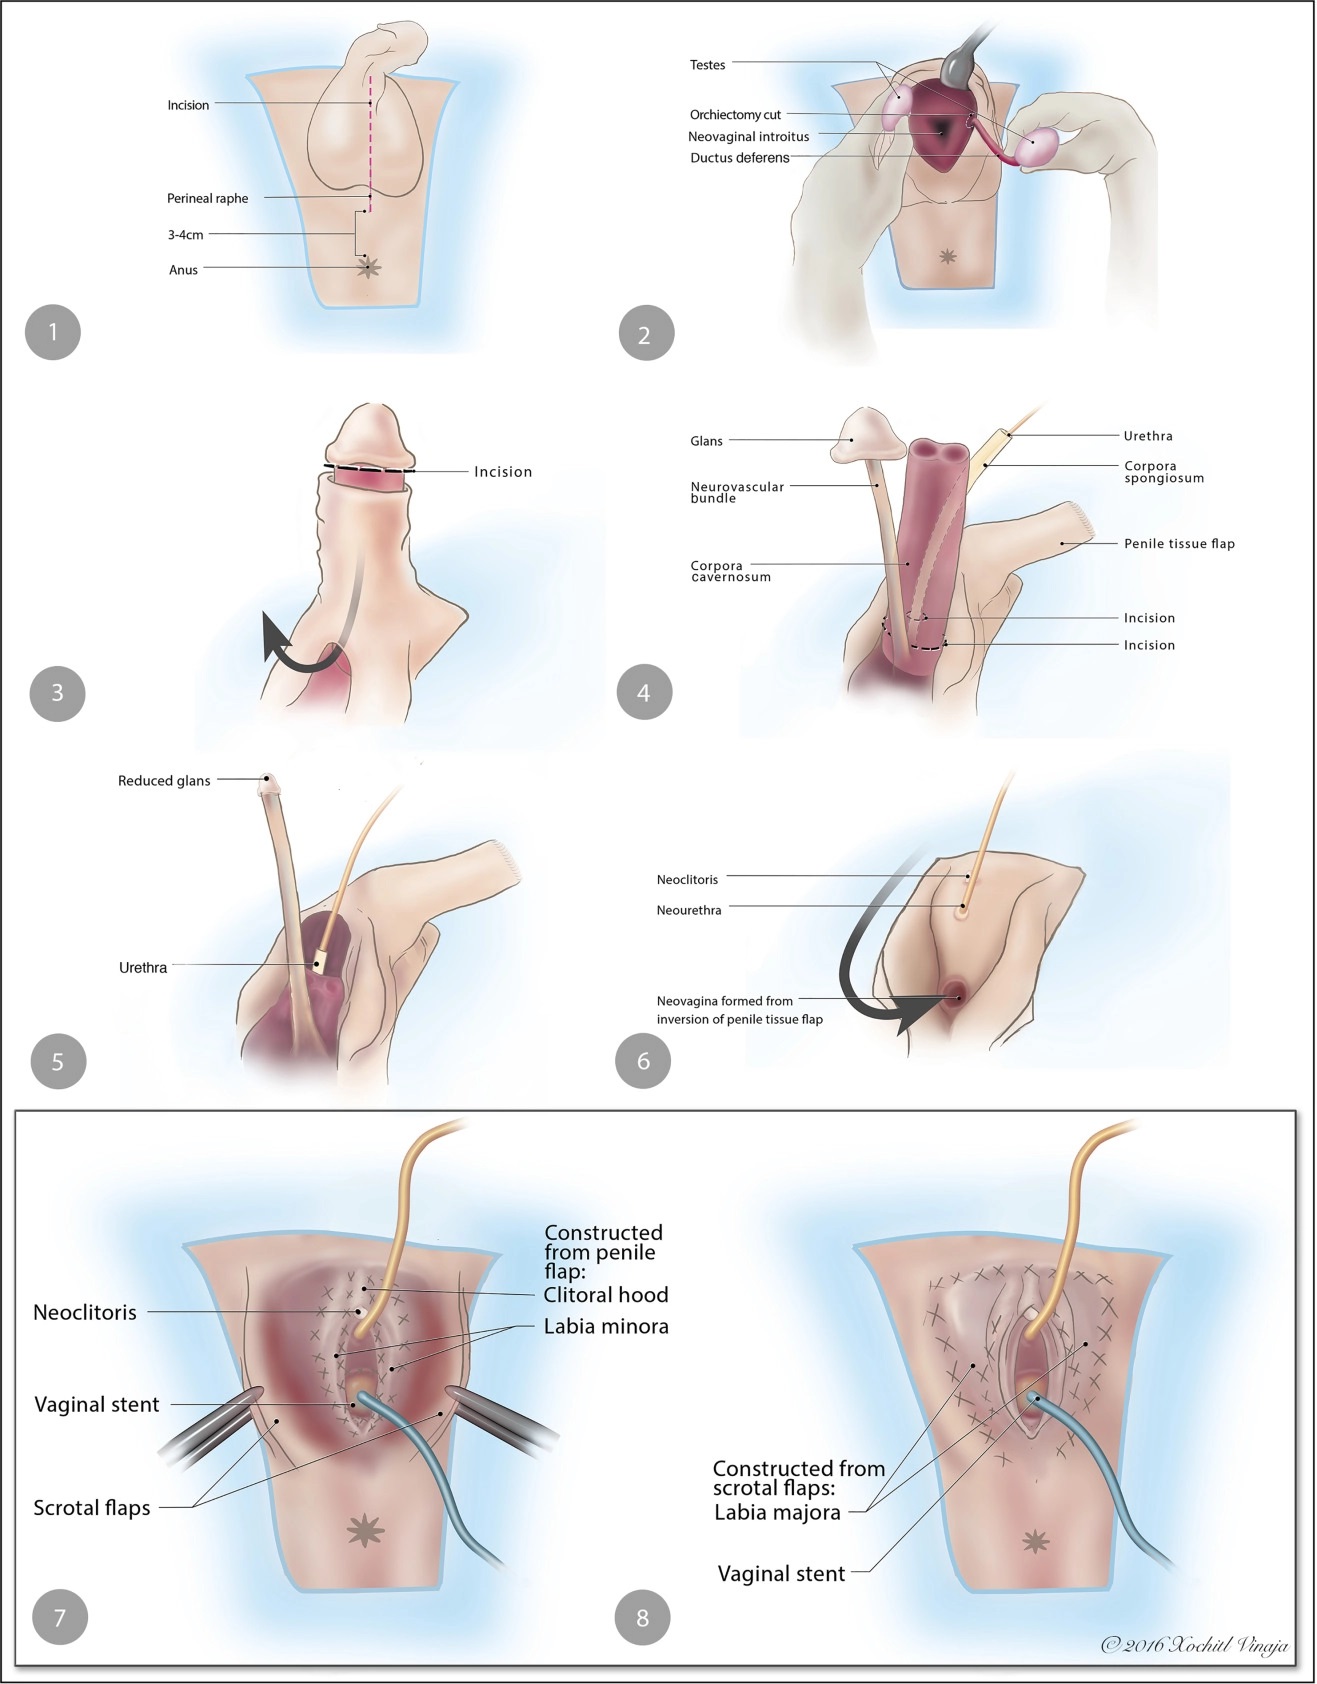 Incision
Perineal raphe
3-4cm
Anus
1
Testes
Orchiectomy cut
Neovaginal introitus
Ductus deferens
2
Incision
3
Glans
Neurovascular
bundle
Corpora
cavernosum
Urethra
Corpora
spongiosum
Penile tissue flap
Incision
Incision
4
Reduced glans
Urethra
5
Neoclitoris
Neourethra
Neovagina formed from
inversion of penile tissue flap
6
Neoclitoris
Vaginal stent
Scrotal flaps
Constructed
from penile
flap:
Clitoral hood
Labia minora
7
Constructed from
scrotal flaps:
Labia majora
Vaginal stent
8
©2016 Xochitl Vinaja